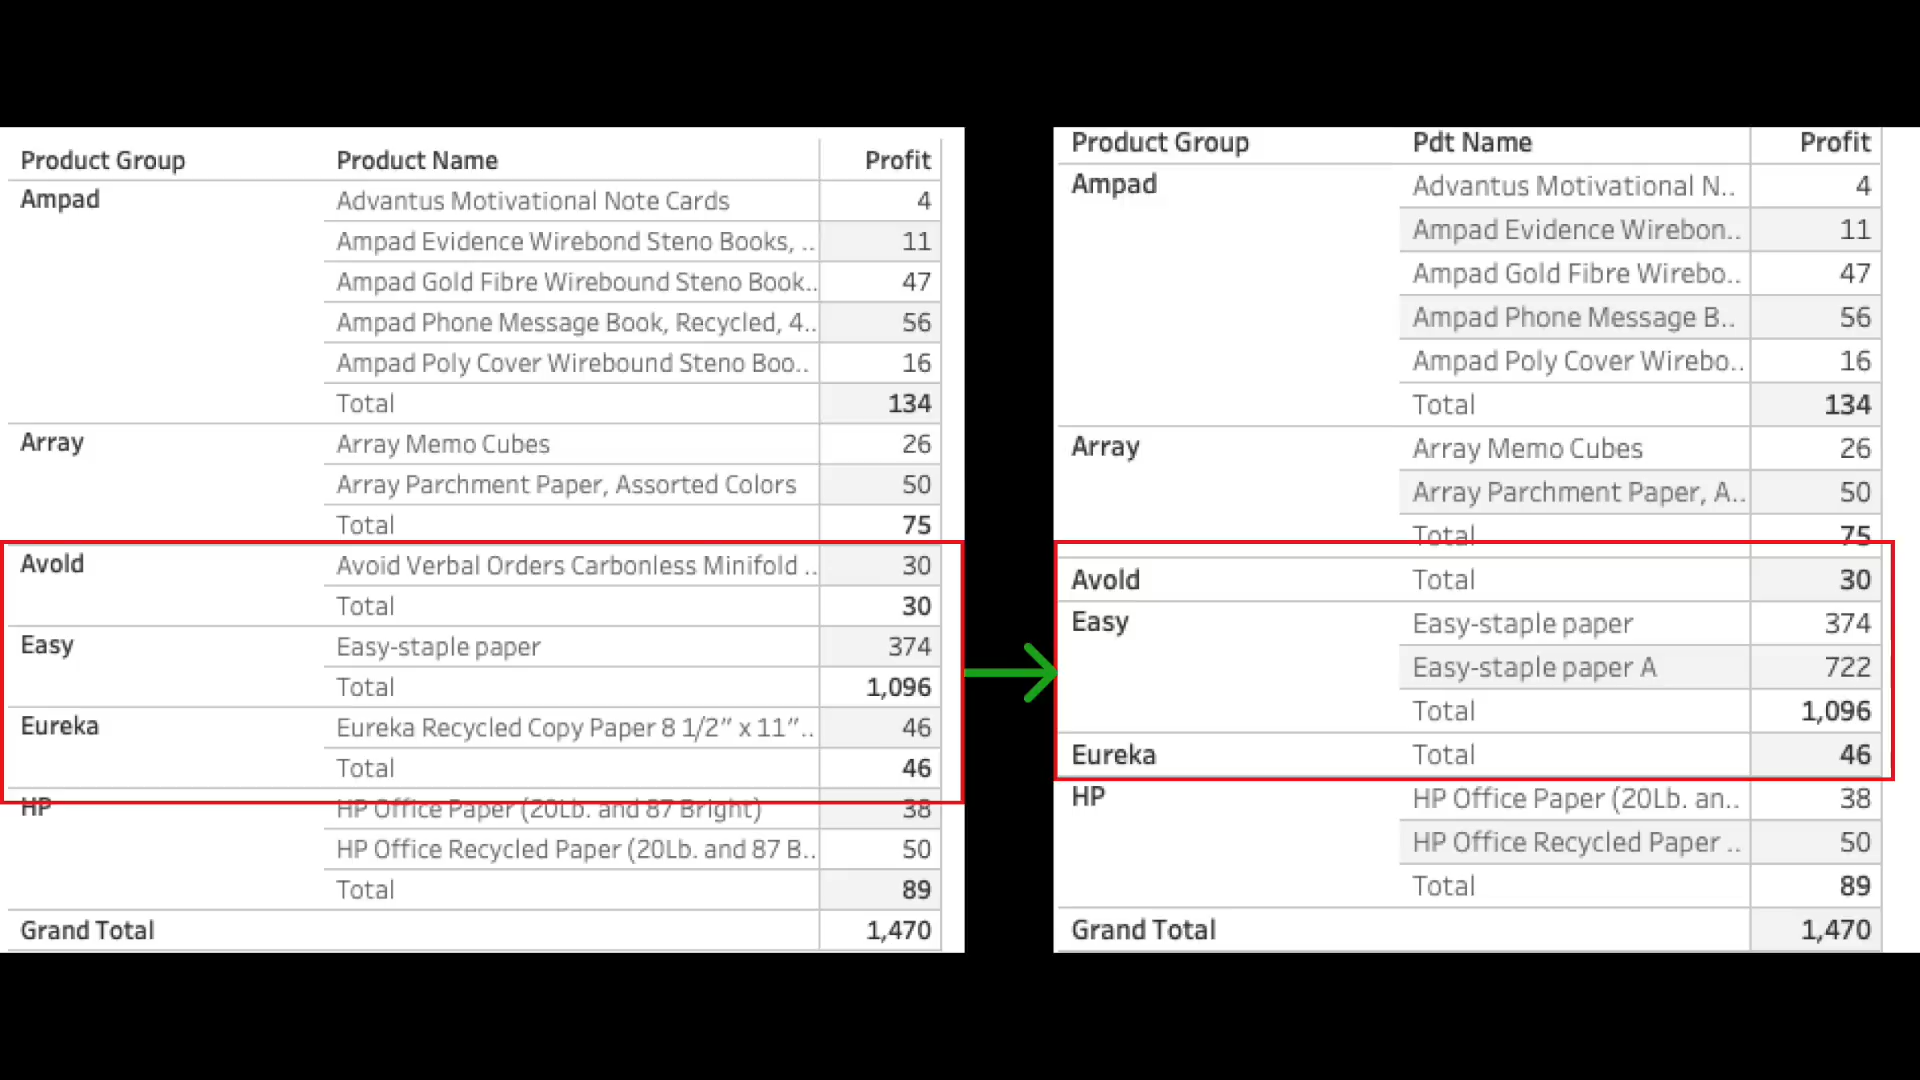 Product Group Product Name Profit
Ampad Advantus Motivational Note Cards 4
Ampad Evidence Wirebond Steno Books, .. 11
Ampad Gold Fibre Wirebound Steno Book.. 47
Ampad Phone Message Book, Recycled, 4.. 56
Ampad Poly Cover Wirebound Steno Boo.. 16
Total 134
Array Array Memo Cubes 26
Array Parchment Paper, Assorted Colors 50
Total 75
Avold Avoid Verbal Orders Carbonless Minifold .. 30
Total 30
Easy Easy-staple paper 374
Total 1,096
Eureka Eureka Recycled Copy Paper 8 1/2" x 11".. 46
Total 46
HP HP Office Paper (20Lb. and 87 Bright) 38
HP Office Recycled Paper (20Lb. and 87 B.. 50
Total 89
Grand Total 1,470
Product Group Pdt Name Profit
Ampad Advantus Motivational N.. 4
Ampad Evidence Wirebon.. 11
Ampad Gold Fibre Wirebo.. 47
Ampad Phone Message B.. 56
Ampad Poly Cover Wirebo.. 16
Total 134
Array Array Memo Cubes 26
Array Parchment Paper, A.. 50
Total 75
Avold Total 30
Easy Easy-staple paper 374
Easy-staple paper A 722
Total 1,096
Eureka Total 46
HP HP Office Paper (20Lb. an.. 38
HP Office Recycled Paper .. 50
Total 89
Grand Total 1,470